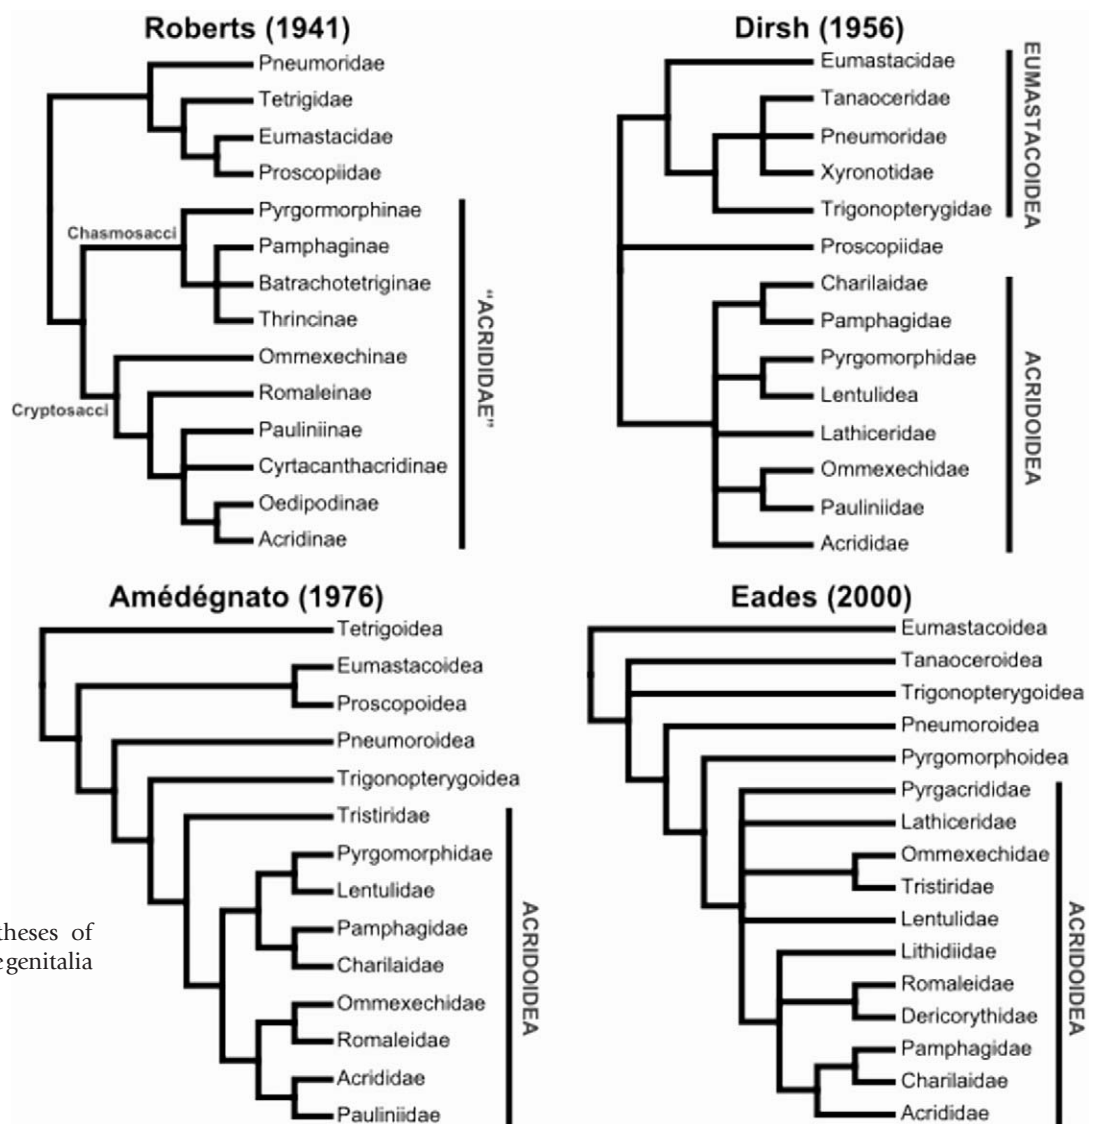 Roberts (1941)
Pneumoridae
Tetrigidae
Eumastacidae
Proscopiidae
Pyrgormorphinae
Chasmosacci
Pamphaginae
Batrachotetriginae
Thrincinae
Ommexechinae
Romaleinae
Cryptosacci
Pauliniinae
Cyrtacanthacridinae
Oedipodinae
Acridinae
"ACRIDIDAE"
Dirsh (1956)
Eumastacidae
Tanaoceridae
Pneumoridae
Xyronotidae
Trigonopterygidae
EUMASTACOIDEA
Proscopiidae
Charilaidae
Pamphagidae
Pyrgomorphidae
Lentulidea
Lathiceridae
Ommexechidae
Pauliniidae
Acrididae
ACRIDOIDEA
Amédégnato (1976)
Tetrigoidea
Eumastacoidea
Proscopoidea
Pneumoroidea
Trigonopterygoidea
Tristiridae
Pyrgomorphidae
Lentulidae
Pamphagidae
Charilaidae
Ommexechidae
Romaleidae
Acrididae
Pauliniidae
ACRIDOIDEA
Eades (2000)
Eumastacoidea
Tanaoceroidea
Trigonopterygoidea
Pneumoroidea
Pyrgomorphoidea
Pyrgacrididae
Lathiceridae
Ommexechidae
Tristiridae
Lentulidae
Lithidiidae
Romaleidae
Dericorythidae
Pamphagidae
Charilaidae
Acrididae
ACRIDOIDEA
theses of
genitalia